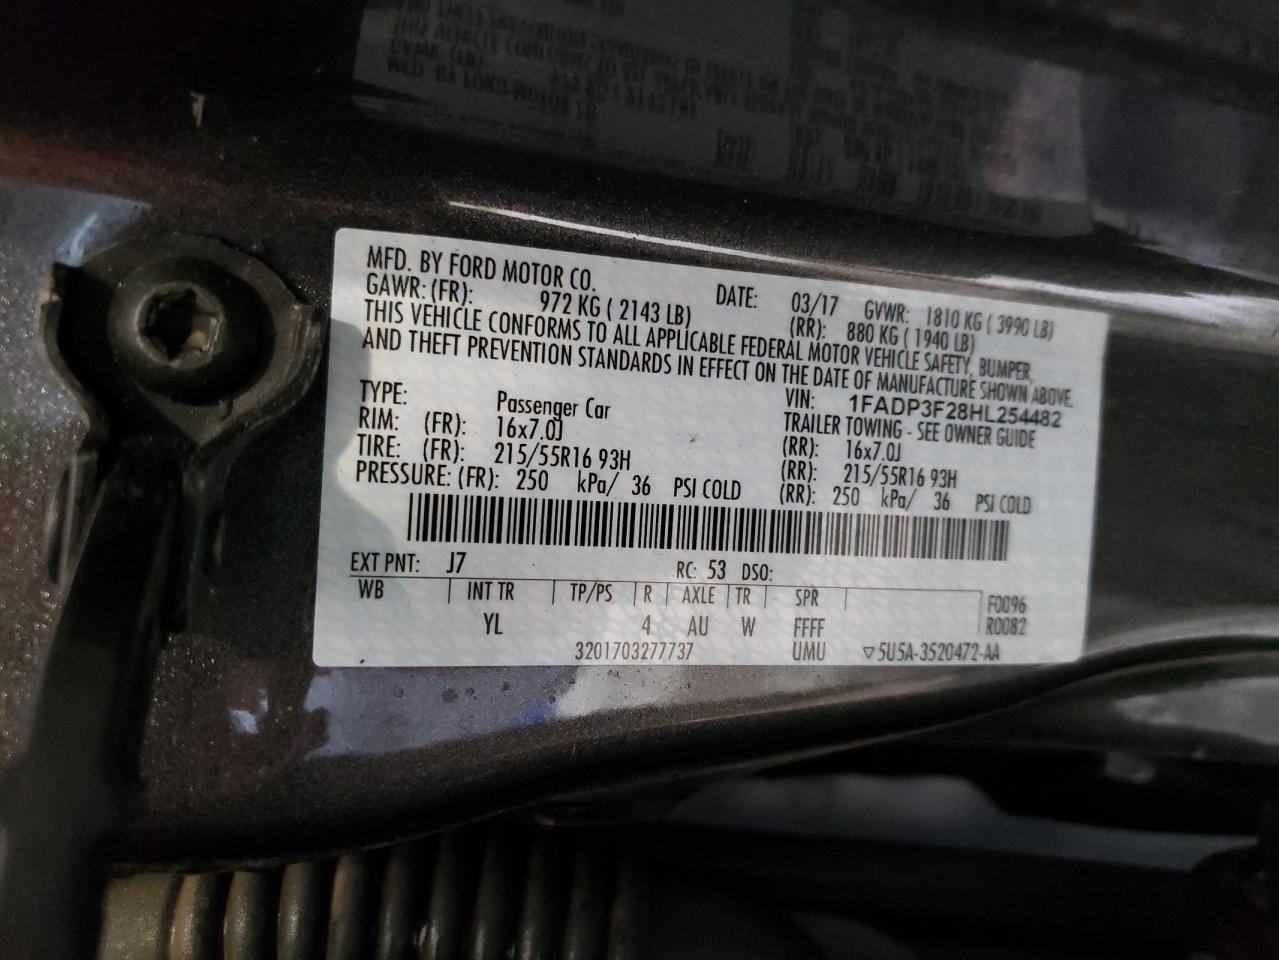 MFD. BY FORD MOTOR CO. DATE: 03/17 GVWR: 1810 KG ( 3990 LB)
GAWR: (FR): 972 KG ( 2143 LB) (RR): 880 KG ( 1940 LB)
THIS VEHICLE CONFORMS TO ALL APPLICABLE FEDERAL MOTOR VEHICLE SAFETY, BUMPER,
AND THEFT PREVENTION STANDARDS IN EFFECT ON THE DATE OF MANUFACTURE SHOWN ABOVE.
VIN: 1FADP3F28HL254482
TYPE: Passenger Car TRAILER TOWING - SEE OWNER GUIDE
RIM: (FR): 16x7.0J (RR): 16x7.0J
TIRE: (FR): 215/55R16 93H (RR): 215/55R16 93H
PRESSURE: (FR): 250 kPa/ 36 PSI COLD (RR): 250 kPa/ 36 PSI COLD
EXT PNT: J7 RC: 53 DSO:
WB INT TR TP/PS R AXLE TR SPR F0096
YL 4 AU W FFFF R0082
3201703277737 UMU ▽5U5A-3520472-AA